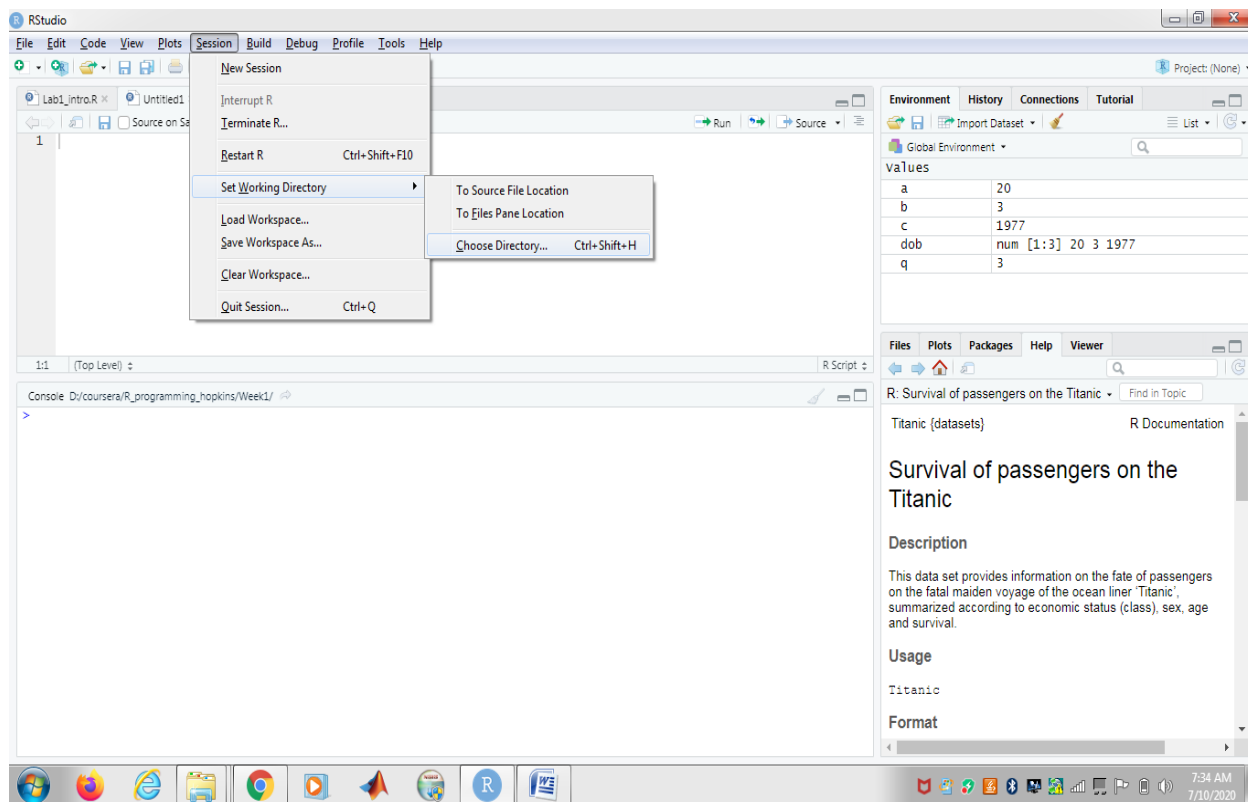 RStudio
File Edit Code View Plots Session Build Debug Profile Tools Help
Project: (None)
New Session
Interrupt R
Terminate R...
Restart R Ctrl+Shift+F10
Set Working Directory
Load Workspace...
Save Workspace As...
Clear Workspace...
Quit Session... Ctrl+Q
To Source File Location
To Files Pane Location
Choose Directory... Ctrl+Shift+H
Lab1_intro.R Untitled1
Source on Sa
Run Source
1
1:1 (Top Level) R Script
Console D:/coursera/R_programming_hopkins/Week1/
>
Environment History Connections Tutorial
Import Dataset List
Global Environment
Values
a 20
b 3
c 1977
dob num [1:3] 20 3 1977
q 3
Files Plots Packages Help Viewer
R: Survival of passengers on the Titanic Find in Topic
Titanic {datasets} R Documentation
Survival of passengers on the
Titanic
Description
This data set provides information on the fate of passengers
on the fatal maiden voyage of the ocean liner ‘Titanic’,
summarized according to economic status (class), sex, age
and survival.
Usage
Titanic
Format
7:34 AM
7/10/2020